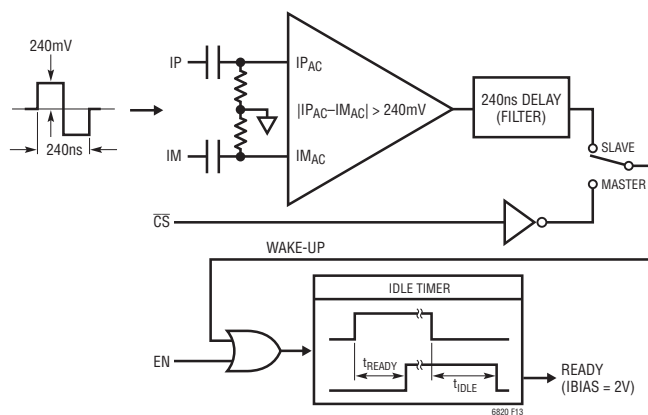 240mV
240ns
IP
IM
IPAC
|IPAC–IMAC| > 240mV
IMAC
240ns DELAY
(FILTER)
SLAVE
MASTER
CS
WAKE-UP
EN
IDLE TIMER
tREADY
tIDLE
READY
(IBIAS = 2V)
6820 F13